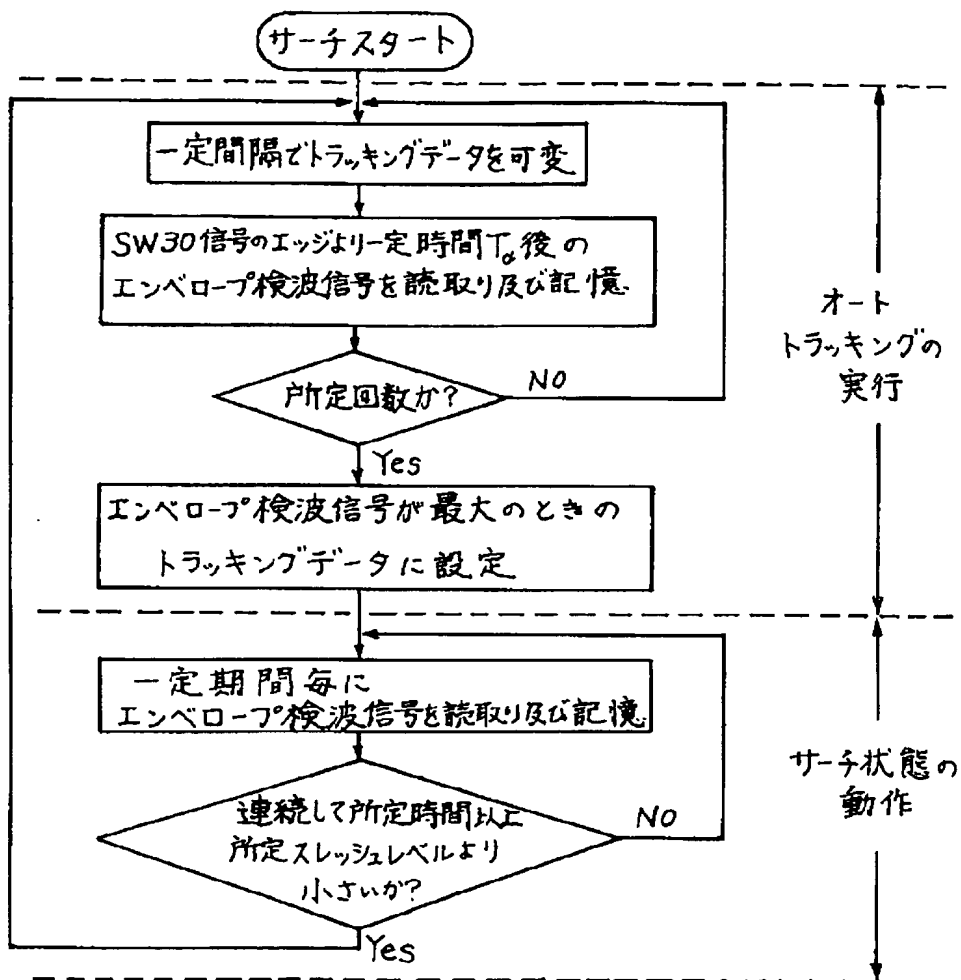 サーチスタート
一定間隔でトラッキングデータを可変
SW30信号のエッジより一定時間Tα後の
エンベロープ検波信号を読取り及び記憶
所定回数か?
NO
Yes
エンベロープ検波信号が最大のときの
トラッキングデータに設定
オート
トラッキングの
実行
一定期間毎に
エンベロープ検波信号を読取り及び記憶
連続して所定時間以上
所定スレッシュレベルより
小さいか?
NO
Yes
サーチ状態の
動作